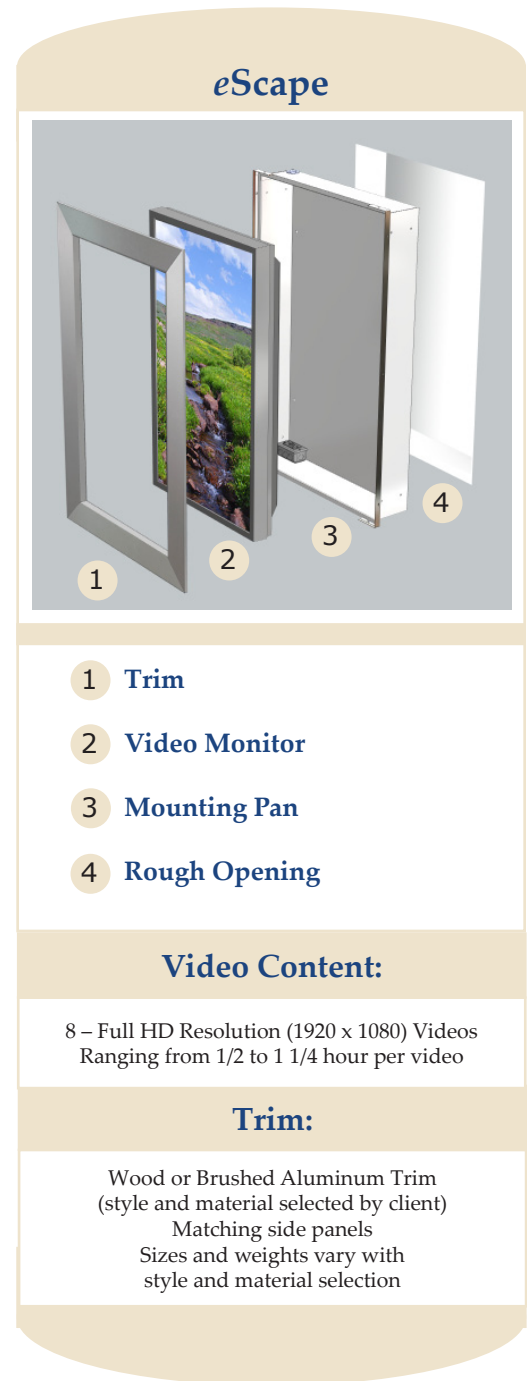 eScape
1
2
3
4
1 Trim
2 Video Monitor
3 Mounting Pan
4 Rough Opening
Video Content:
8 – Full HD Resolution (1920 x 1080) Videos
Ranging from 1/2 to 1 1/4 hour per video
Trim:
Wood or Brushed Aluminum Trim
(style and material selected by client)
Matching side panels
Sizes and weights vary with
style and material selection